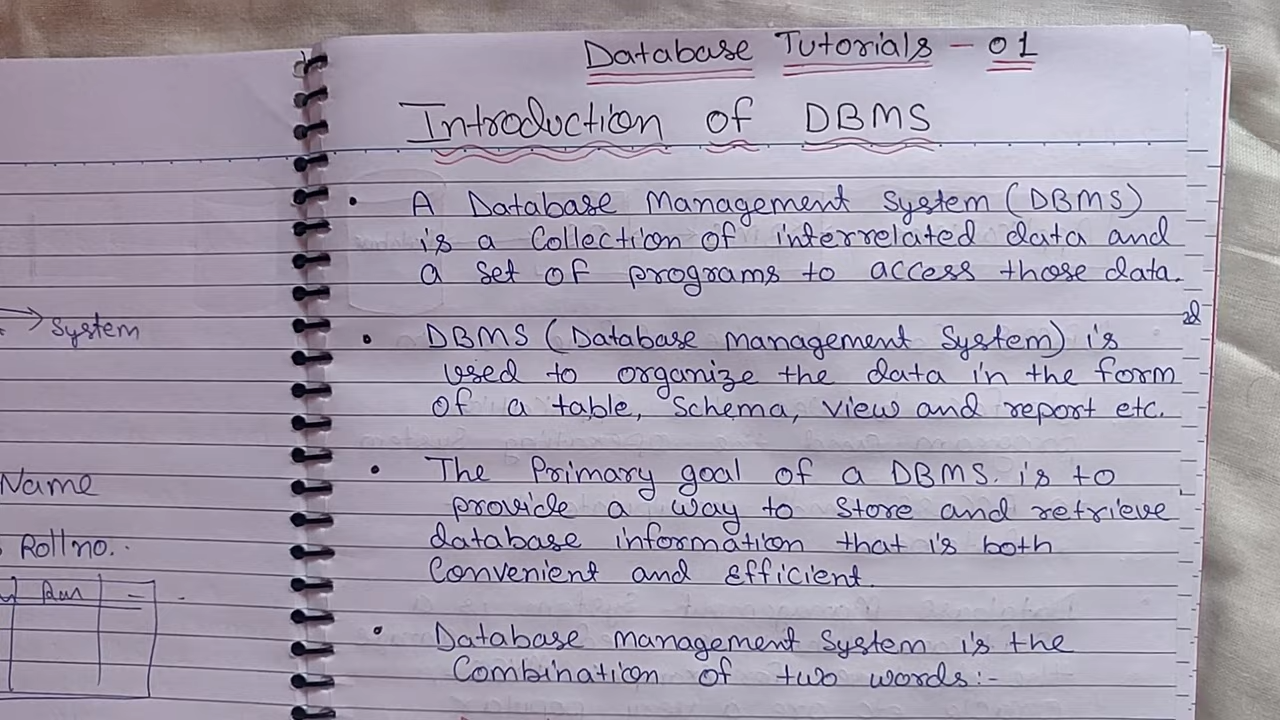 System
Name
Roll no..
Database Tutorials - 01
Introduction of DBMS
• A Database Management System (DBMS)
is a Collection of interrelated data and
a set of programs to access those data.
• DBMS (Database Management System) is
used to organize the data in the form
of a table, Schema, view and report etc.
• The Primary goal of a DBMS. is to
provide a way to store and retrieve
database information that is both
Convenient and Efficient.
• Database Management System is the
Combination of two words:-